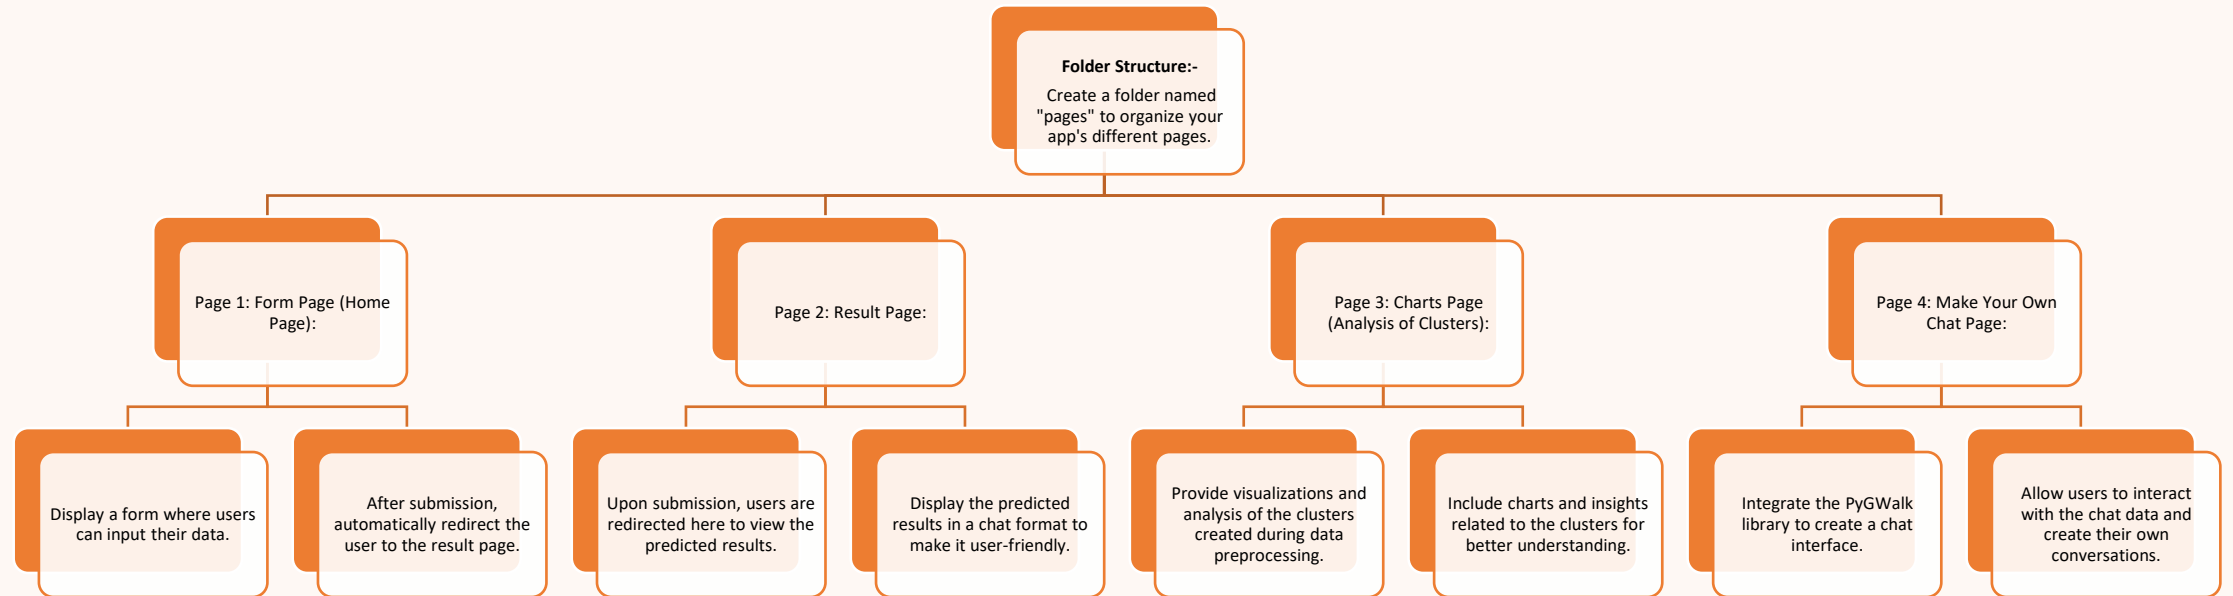 Folder Structure:-
Create a folder named
"pages" to organize your
app's different pages.
Page 1: Form Page (Home
Page):
Page 2: Result Page:
Page 3: Charts Page
(Analysis of Clusters):
Page 4: Make Your Own
Chat Page:
Display a form where users
can input their data.
After submission,
automatically redirect the
user to the result page.
Upon submission, users are
redirected here to view the
predicted results.
Display the predicted
results in a chat format to
make it user-friendly.
Provide visualizations and
analysis of the clusters
created during data
preprocessing.
Include charts and insights
related to the clusters for
better understanding.
Integrate the PyGWalk
library to create a chat
interface.
Allow users to interact
with the chat data and
create their own
conversations.